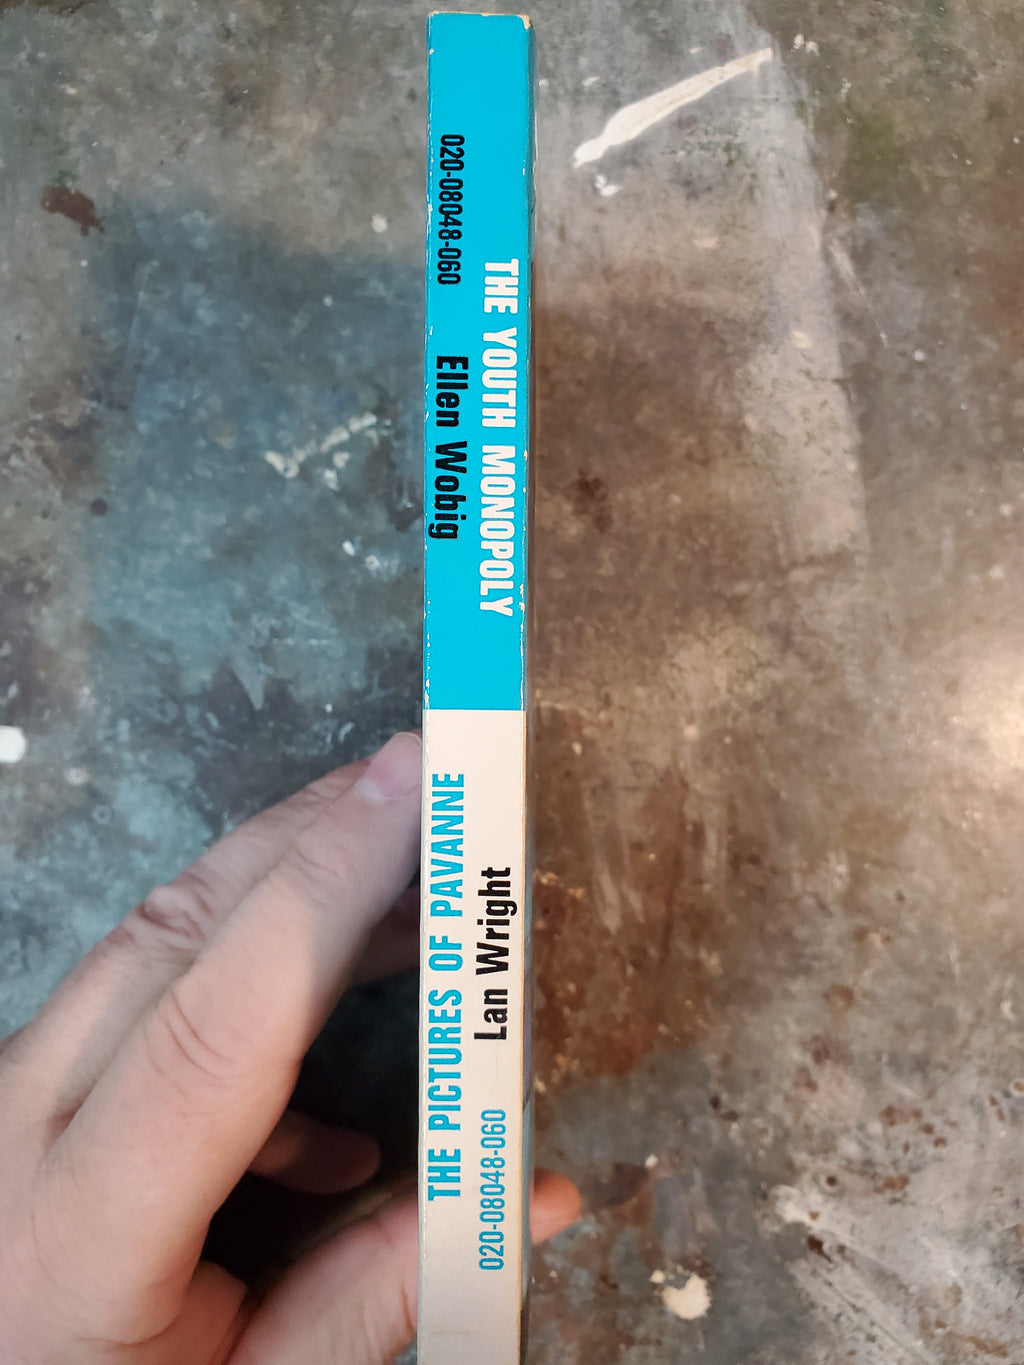 THE YOUTH MONOPOLY
Ellen Wobig
020-08048-060
THE PICTURES OF PAVANNE
Lan Wright
020-08048-060